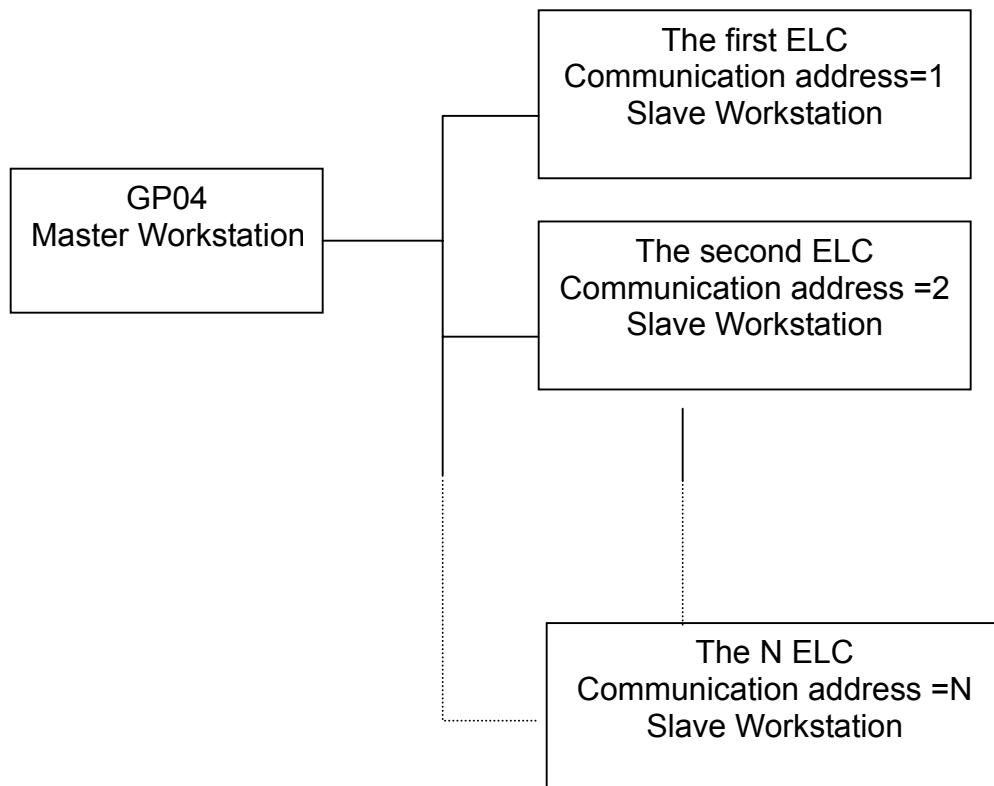 The first ELC
Communication address=1
Slave Workstation
GP04
Master Workstation
The second ELC
Communication address =2
Slave Workstation
The N ELC
Communication address =N
Slave Workstation